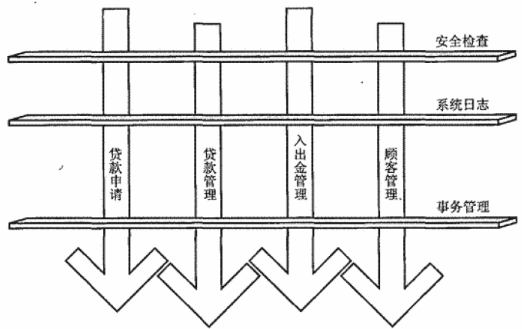 安全检查
系统日志
贷款申请
贷款管理
入出金管理
顾客管理
事务管理